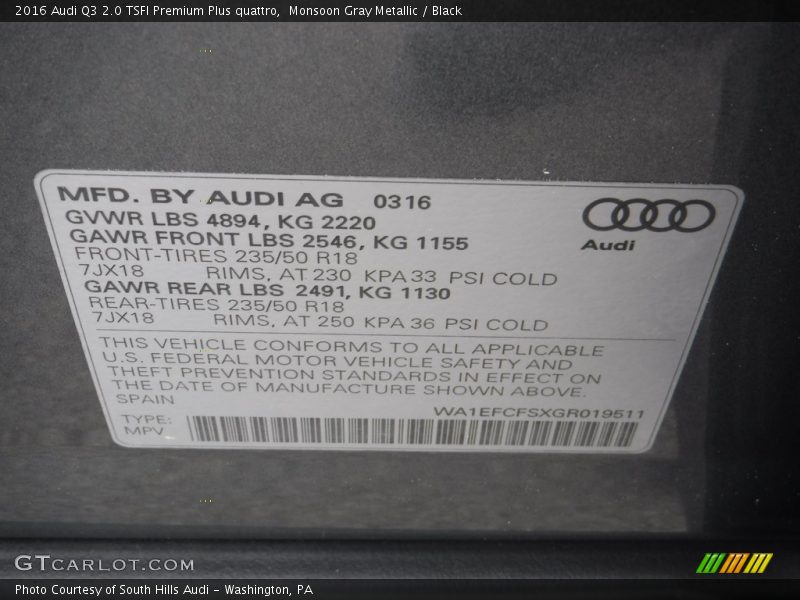 2016 Audi Q3 2.0 TSFI Premium Plus quattro,  Monsoon Gray Metallic / Black
MFD. BY AUDI AG 0316
GVWR LBS 4894, KG 2220
GAWR FRONT LBS 2546, KG 1155
FRONT-TIRES 235/50 R18
7JX18 RIMS, AT 230 KPA 33 PSI COLD
GAWR REAR LBS 2491, KG 1130
REAR-TIRES 235/50 R18
7JX18 RIMS, AT 250 KPA 36 PSI COLD
Audi
THIS VEHICLE CONFORMS TO ALL APPLICABLE
U.S. FEDERAL MOTOR VEHICLE SAFETY AND
THEFT PREVENTION STANDARDS IN EFFECT ON
THE DATE OF MANUFACTURE SHOWN ABOVE.
SPAIN
WA1EFCFSXGR019511
TYPE:
MPV
GTCARLOT.COM
Photo Courtesy of South Hills Audi - Washington, PA